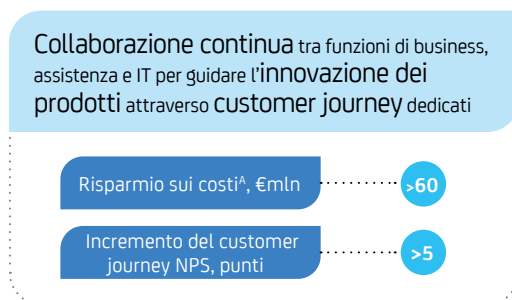 Collaborazione continua tra funzioni di business,
assistenza e IT per guidare l'innovazione dei
prodotti attraverso customer journey dedicati
Risparmio sui costiᴬ, €mln
>60
Incremento del customer
journey NPS, punti
>5